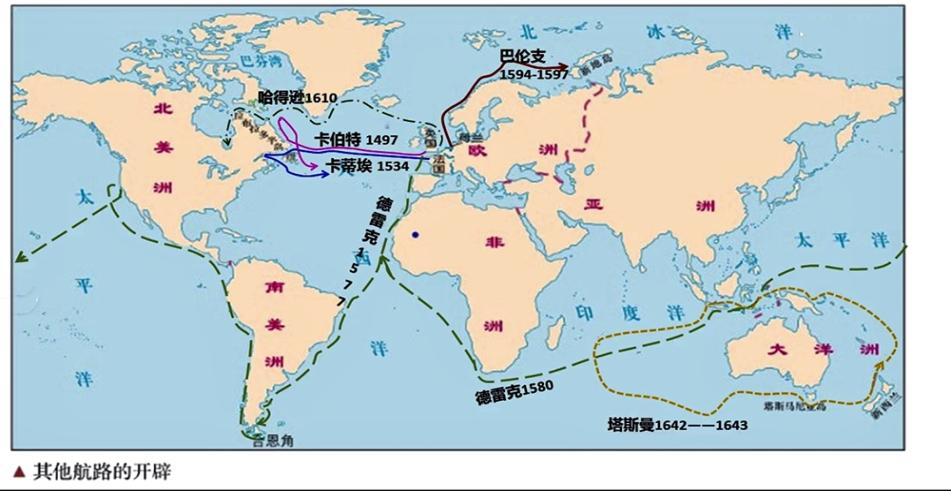 北 冰 洋
巴伦支
1594-1597
新地岛
巴芬湾
哈得逊1610
北美洲
卡伯特 1497
卡蒂埃 1534
英国
荷兰
法国
欧 洲
亚 洲
太平洋
德雷克1577
西
洋
非洲
太 平 洋
印 度 洋
南美洲
大 洋 洲
德雷克1580
塔斯马尼亚岛
新西兰
塔斯曼1642——1643
合恩角
▲ 其他航路的开辟